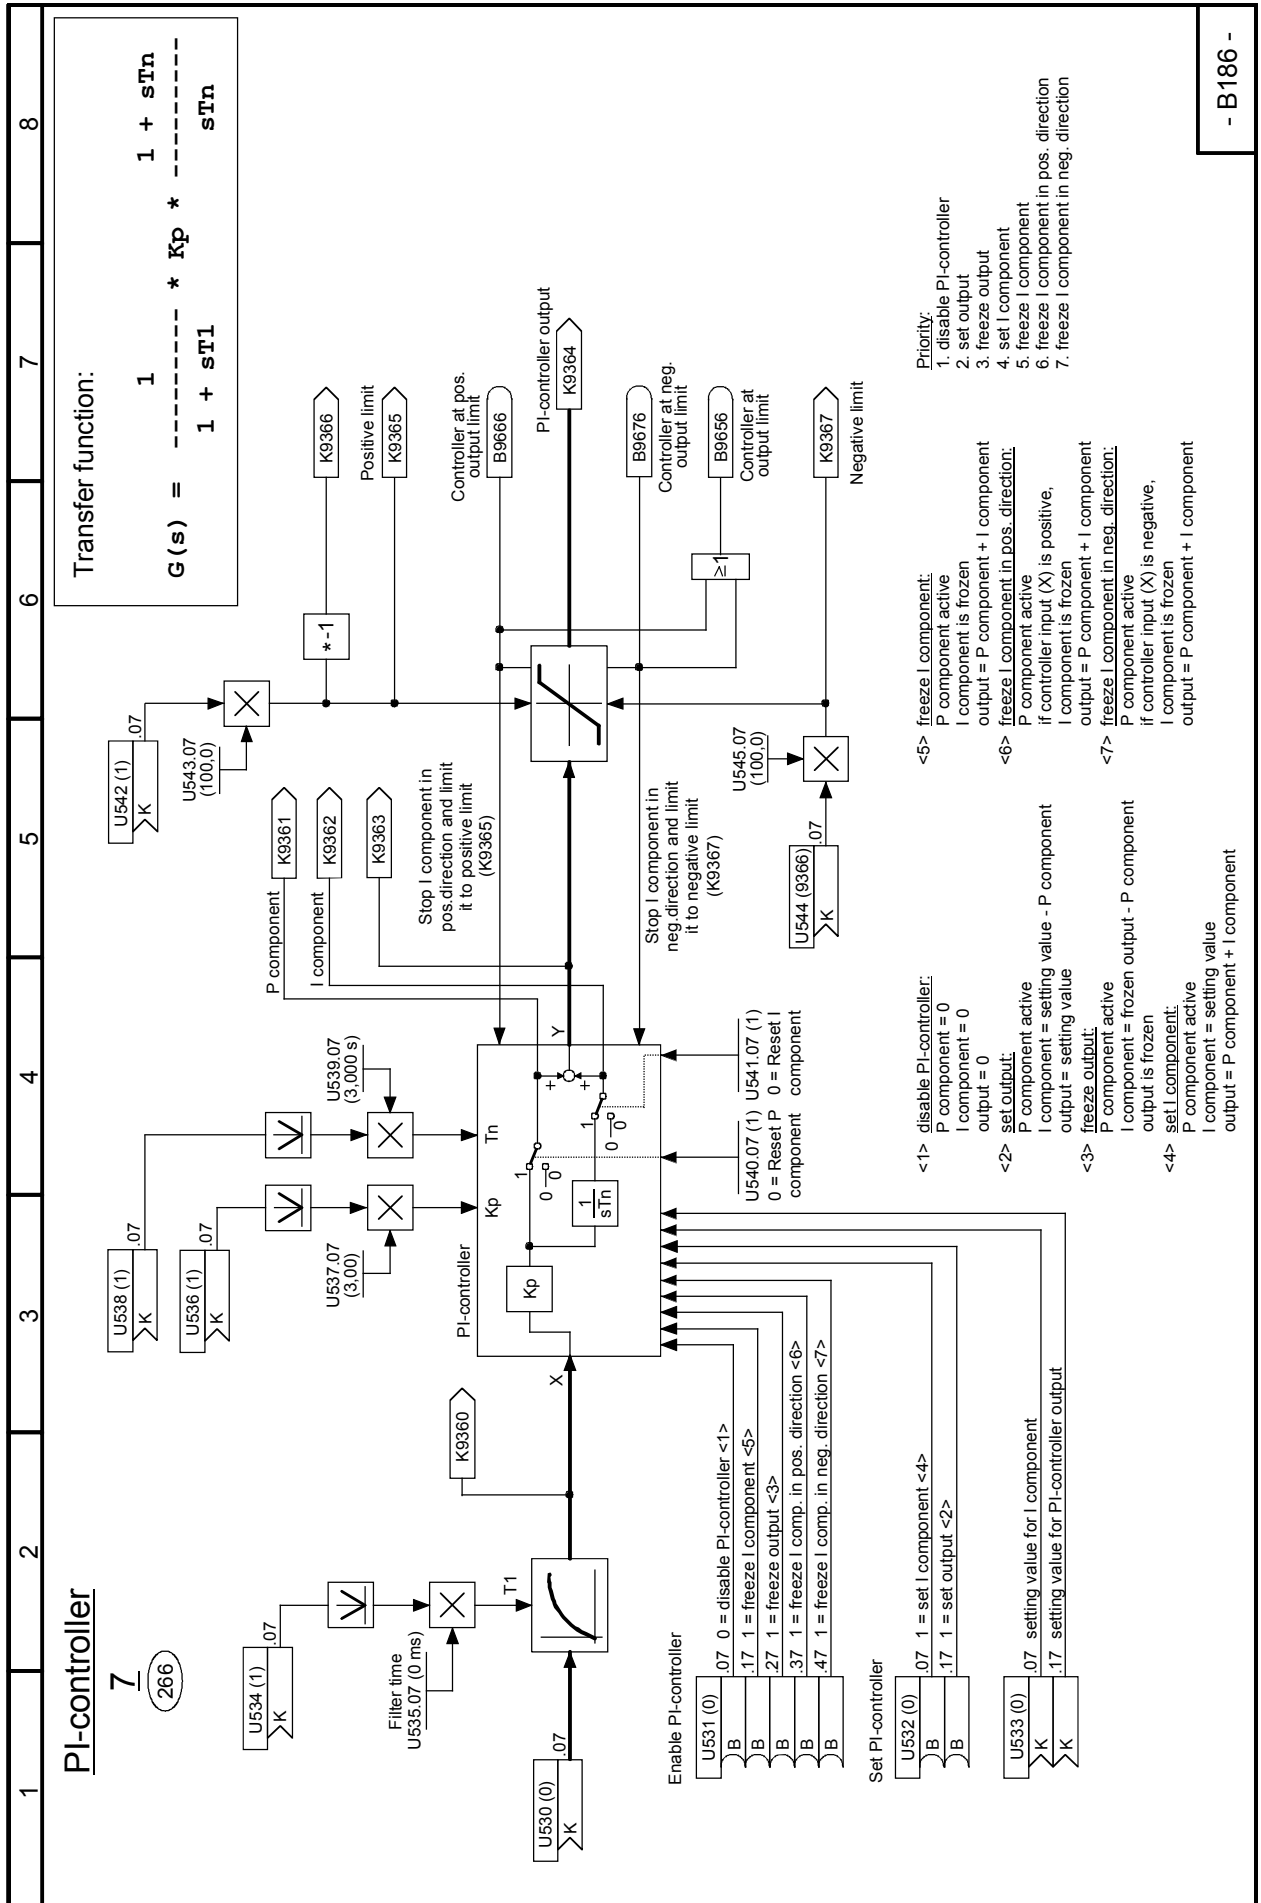 1 2 3 4 5 6 7 8
PI-controller
7
266
Transfer function:
1 1 + sTn
G(s) = --------- * Kp * ----------
1 + sT1 sTn
U534 (1)
K
.07
Filter time
U535.07 (0 ms)
T1
U530 (0)
K
.07
K9360
X
U538 (1)
K
.07
U536 (1)
K
.07
U537.07
(3,00)
U539.07
(3,000 s)
PI-controller
Kp
Tn
Kp
1
sTn
1
0
0
1
0
0
+
+
Y
U540.07 (1)
0 = Reset P
component
U541.07 (1)
0 = Reset I
component
P component
K9361
I component
K9362
K9363
Stop I component in
pos.direction and limit
it to positive limit
(K9365)
Stop I component in
neg.direction and limit
it to negative limit
(K9367)
U542 (1)
K
.07
U543.07
(100,0)
U544 (9366)
K
.07
U545.07
(100,0)
*-1
K9366
Positive limit
K9365
Controller at pos.
output limit
B9666
PI-controller output
K9364
B9676
Controller at neg.
output limit
≥1
B9656
Controller at
output limit
K9367
Negative limit
Enable PI-controller
U531 (0)
B .07 0 = disable PI-controller <1>
B .17 1 = freeze I component <5>
B .27 1 = freeze output <3>
B .37 1 = freeze I comp. in pos. direction <6>
B .47 1 = freeze I comp. in neg. direction <7>
Set PI-controller
U532 (0)
B .07 1 = set I component <4>
B .17 1 = set output <2>
U533 (0)
K .07 setting value for I component
K .17 setting value for PI-controller output
<1> disable PI-controller:
P component = 0
I component = 0
output = 0
<2> set output:
P component active
I component = setting value - P component
output = setting value
<3> freeze output:
P component active
I component = frozen output - P component
output is frozen
<4> set I component:
P component active
I component = setting value
output = P component + I component
<5> freeze I component:
P component active
I component is frozen
output = P component + I component
<6> freeze I component in pos. direction:
P component active
if controller input (X) is positive,
I component is frozen
output = P component + I component
<7> freeze I component in neg. direction:
P component active
if controller input (X) is negative,
I component is frozen
output = P component + I component
Priority:
1. disable PI-controller
2. set output
3. freeze output
4. set I component
5. freeze I component
6. freeze I component in pos. direction
7. freeze I component in neg. direction
- B186 -